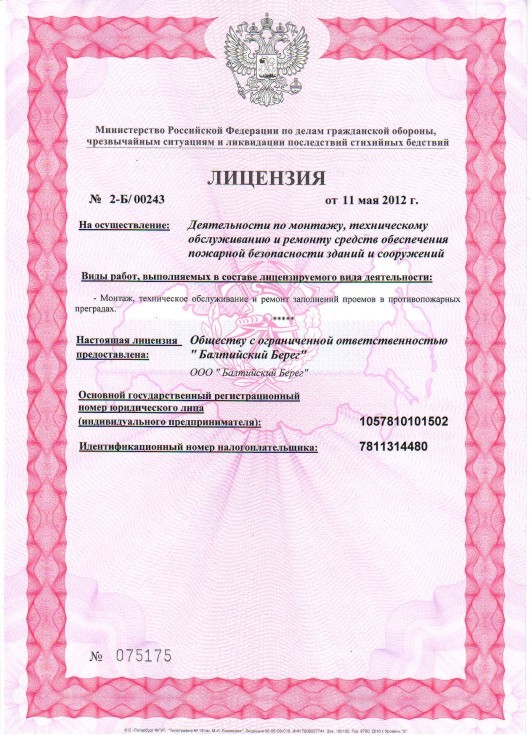 Министерство Российской Федерации по делам гражданской обороны,
чрезвычайным ситуациям и ликвидации последствий стихийных бедствий
ЛИЦЕНЗИЯ
№ 2-Б/00243 от 11 мая 2012 г.
На осуществление: Деятельности по монтажу, техническому
обслуживанию и ремонту средств обеспечения
пожарной безопасности зданий и сооружений
Виды работ, выполняемых в составе лицензируемого вида деятельности:
- Монтаж, техническое обслуживание и ремонт заполнений проемов в противопожарных
преградах.
*****
Настоящая лицензия Обществу с ограниченной ответственностью
предоставлена: " Балтийский Берег"
ООО " Балтийский Берег"
Основной государственный регистрационный
номер юридического лица
(индивидуального предпринимателя): 1057810101502
Идентификационный номер налогоплательщика: 7811314480
№ 075175